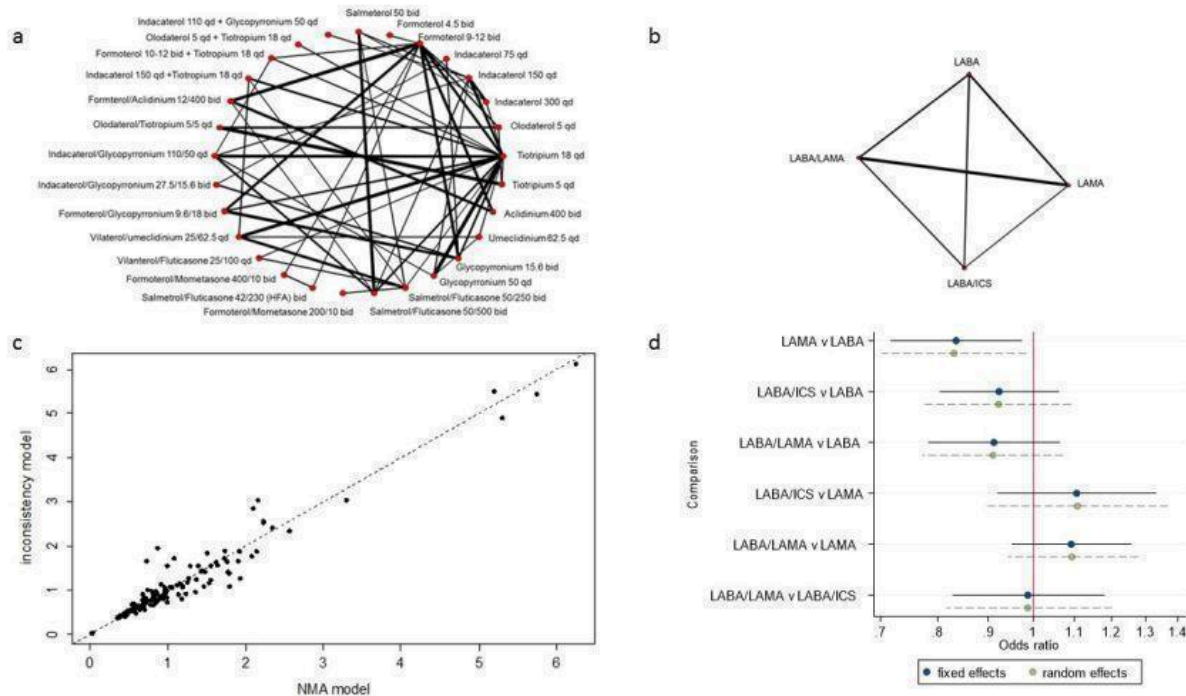 a
Indacaterol 110 qd + Glycopyrronium 50 qd
Olodaterol 5 qd + Tiotropium 18 qd
Formoterol 10-12 bid + Tiotropium 18 qd
Indacaterol 150 qd +Tiotropium 18 qd
Formterol/Aclidinium 12/400 bid
Olodaterol/Tiotropium 5/5 qd
Indacaterol/Glycopyrronium 110/50 qd
Indacaterol/Glycopyrronium 27.5/15.6 bid
Formoterol/Glycopyrronium 9.6/18 bid
Vilaterol/umeclidinium 25/62.5 qd
Vilanterol/Fluticasone 25/100 qd
Formoterol/Mometasone 400/10 bid
Salmetrol/Fluticasone 42/230 (HFA) bid
Formoterol/Mometasone 200/10 bid
Salmeterol 50 bid
Formoterol 4.5 bid
Formoterol 9-12 bid
Indacaterol 75 qd
Indacaterol 150 qd
Indacaterol 300 qd
Olodaterol 5 qd
Tiotripium 18 qd
Tiotripium 5 qd
Aclidinium 400 bid
Umeclidinium 62.5 qd
Glycopyrronium 15.6 bid
Glycopyrronium 50 qd
Salmetrol/Fluticasone 50/250 bid
Salmetrol/Fluticasone 50/500 bid
b
LABA
LABA/LAMA
LAMA
LABA/ICS
c
inconsistency model
6
5
4
3
2
1
0
0 1 2 3 4 5 6
NMA model
d
Comparison
LAMA v LABA
LABA/ICS v LABA
LABA/LAMA v LABA
LABA/ICS v LAMA
LABA/LAMA v LAMA
LABA/LAMA v LABA/ICS
.7 .8 .9 1 1.1 1.2 1.3 1.4
Odds ratio
fixed effects random effects